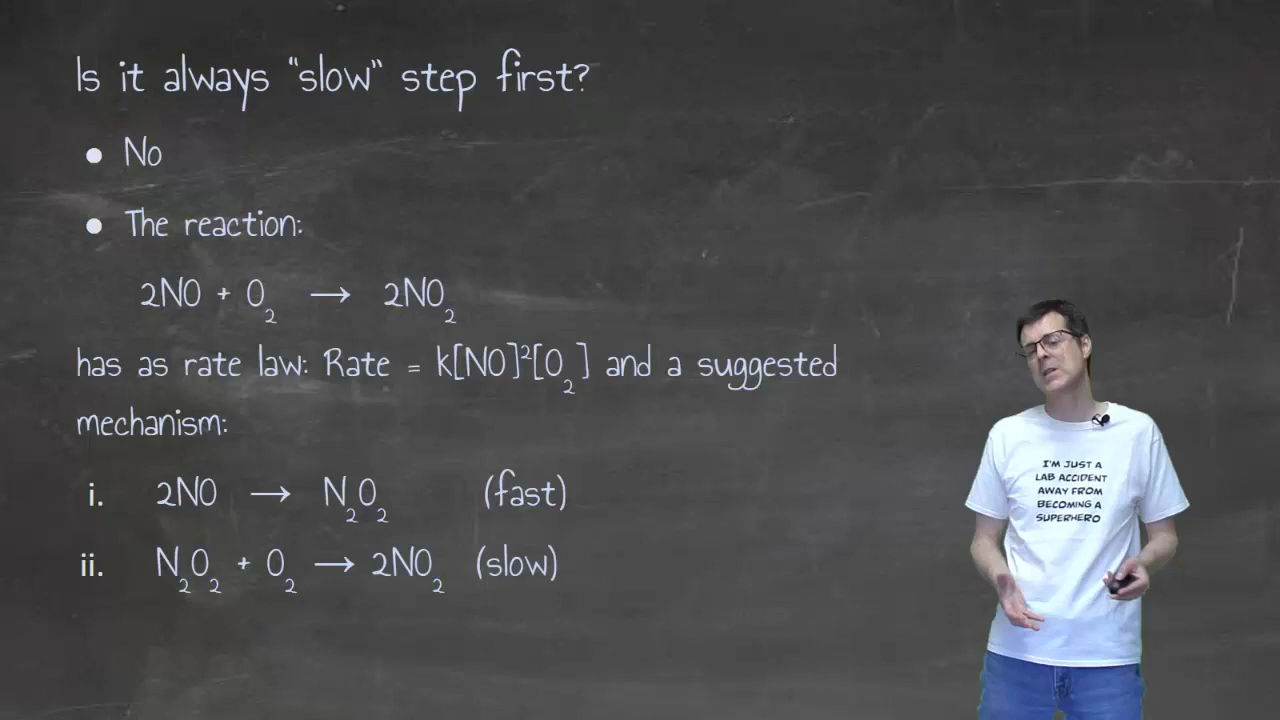 Is it always "slow" step first?
● No
● The reaction:
2NO + O₂ → 2NO₂
has as rate law: Rate = k[NO]²[O₂] and a suggested
mechanism:
i. 2NO → N₂O₂ (fast)
ii. N₂O₂ + O₂ → 2NO₂ (slow)
I'M JUST A
LAB ACCIDENT
AWAY FROM
BECOMING A
SUPERHERO